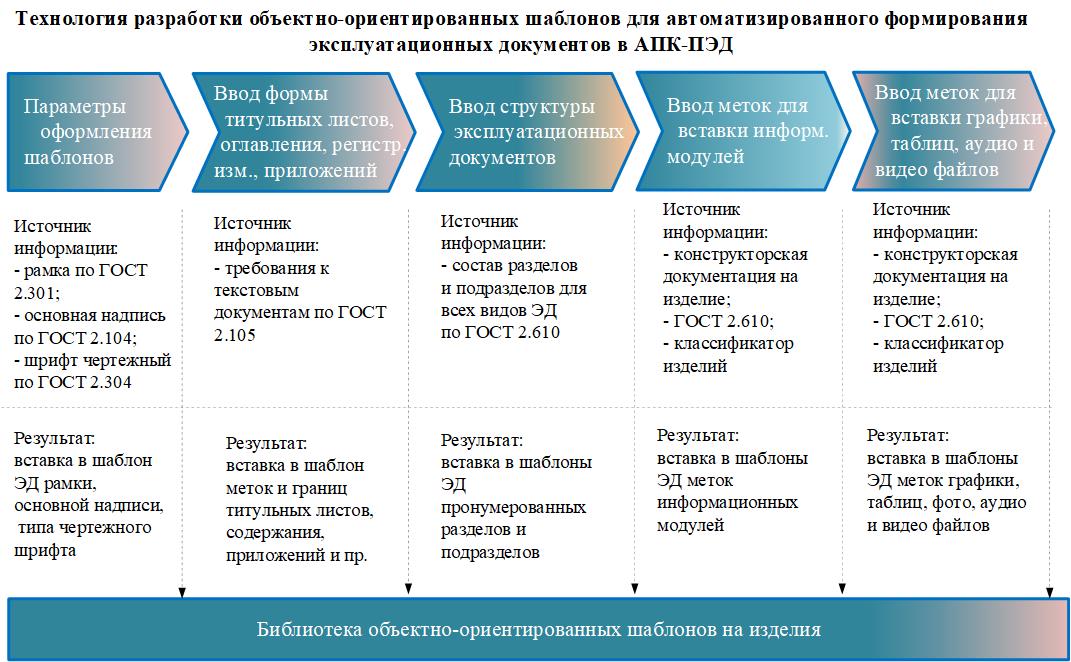 Технология разработки объектно-ориентированных шаблонов для автоматизированного формирования
эксплуатационных документов в АПК-ПЭД
Параметры
оформления
шаблонов
Ввод формы
титульных листов,
оглавления, регистр.
изм., приложений
Ввод структуры
эксплуатационных
документов
Ввод меток для
вставки информ.
модулей
Ввод меток для
вставки графики,
таблиц, аудио и
видео файлов
Источник
информации:
- рамка по ГОСТ
2.301;
- основная надпись
по ГОСТ 2.104;
- шрифт чертежный
по ГОСТ 2.304
Источник
информации:
- требования к
текстовым
документам по ГОСТ
2.105
Источник
информации:
- состав разделов
и подразделов для
всех видов ЭД
по ГОСТ 2.610
Источник
информации:
- конструкторская
документация на
изделие;
- ГОСТ 2.610;
- классификатор
изделий
Источник
информации:
- конструкторская
документация на
изделие;
- ГОСТ 2.610;
- классификатор
изделий
Результат:
вставка в шаблон
ЭД рамки,
основной надписи,
типа чертежного
шрифта
Результат:
вставка в шаблон
меток и границ
титульных листов,
содержания,
приложений и пр.
Результат:
вставка в шаблоны
ЭД
пронумерованных
разделов и
подразделов
Результат:
вставка в шаблоны
ЭД меток
информационных
модулей
Результат:
вставка в шаблоны
ЭД меток графики,
таблиц, фото, аудио
и видео файлов
Библиотека объектно-ориентированных шаблонов на изделия